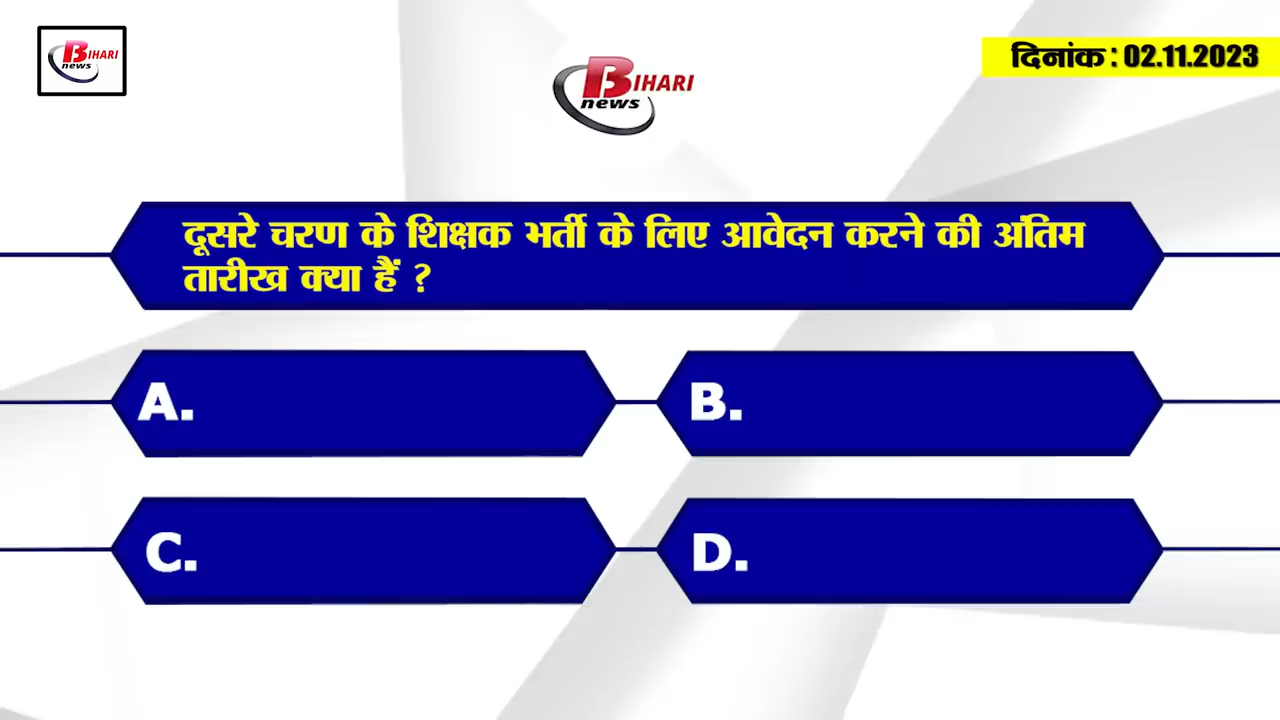 BIHARI
news
BIHARI
news
दिनांक : 02.11.2023
दूसरे चरण के शिक्षक भर्ती के लिए आवेदन करने की अंतिम
तारीख क्या हैं ?
A.
B.
C.
D.